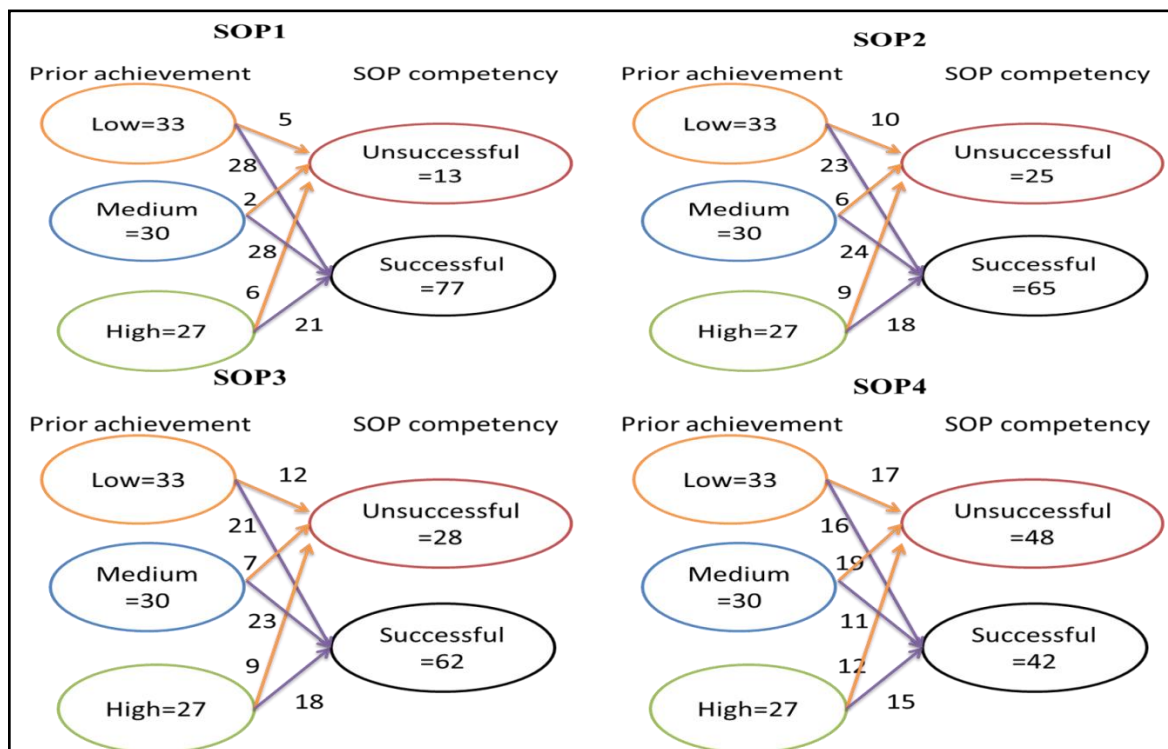 SOP1
Prior achievement
SOP competency
Low=33
5
Unsuccessful
=13
28
Medium
=30
2
28
Successful
=77
6
High=27
21
SOP2
Prior achievement
SOP competency
Low=33
10
Unsuccessful
=25
23
Medium
=30
6
24
Successful
=65
9
High=27
18
SOP3
Prior achievement
SOP competency
Low=33
12
Unsuccessful
=28
21
Medium
=30
7
23
Successful
=62
9
High=27
18
SOP4
Prior achievement
SOP competency
Low=33
17
Unsuccessful
=48
16
Medium
=30
19
11
Successful
=42
12
High=27
15